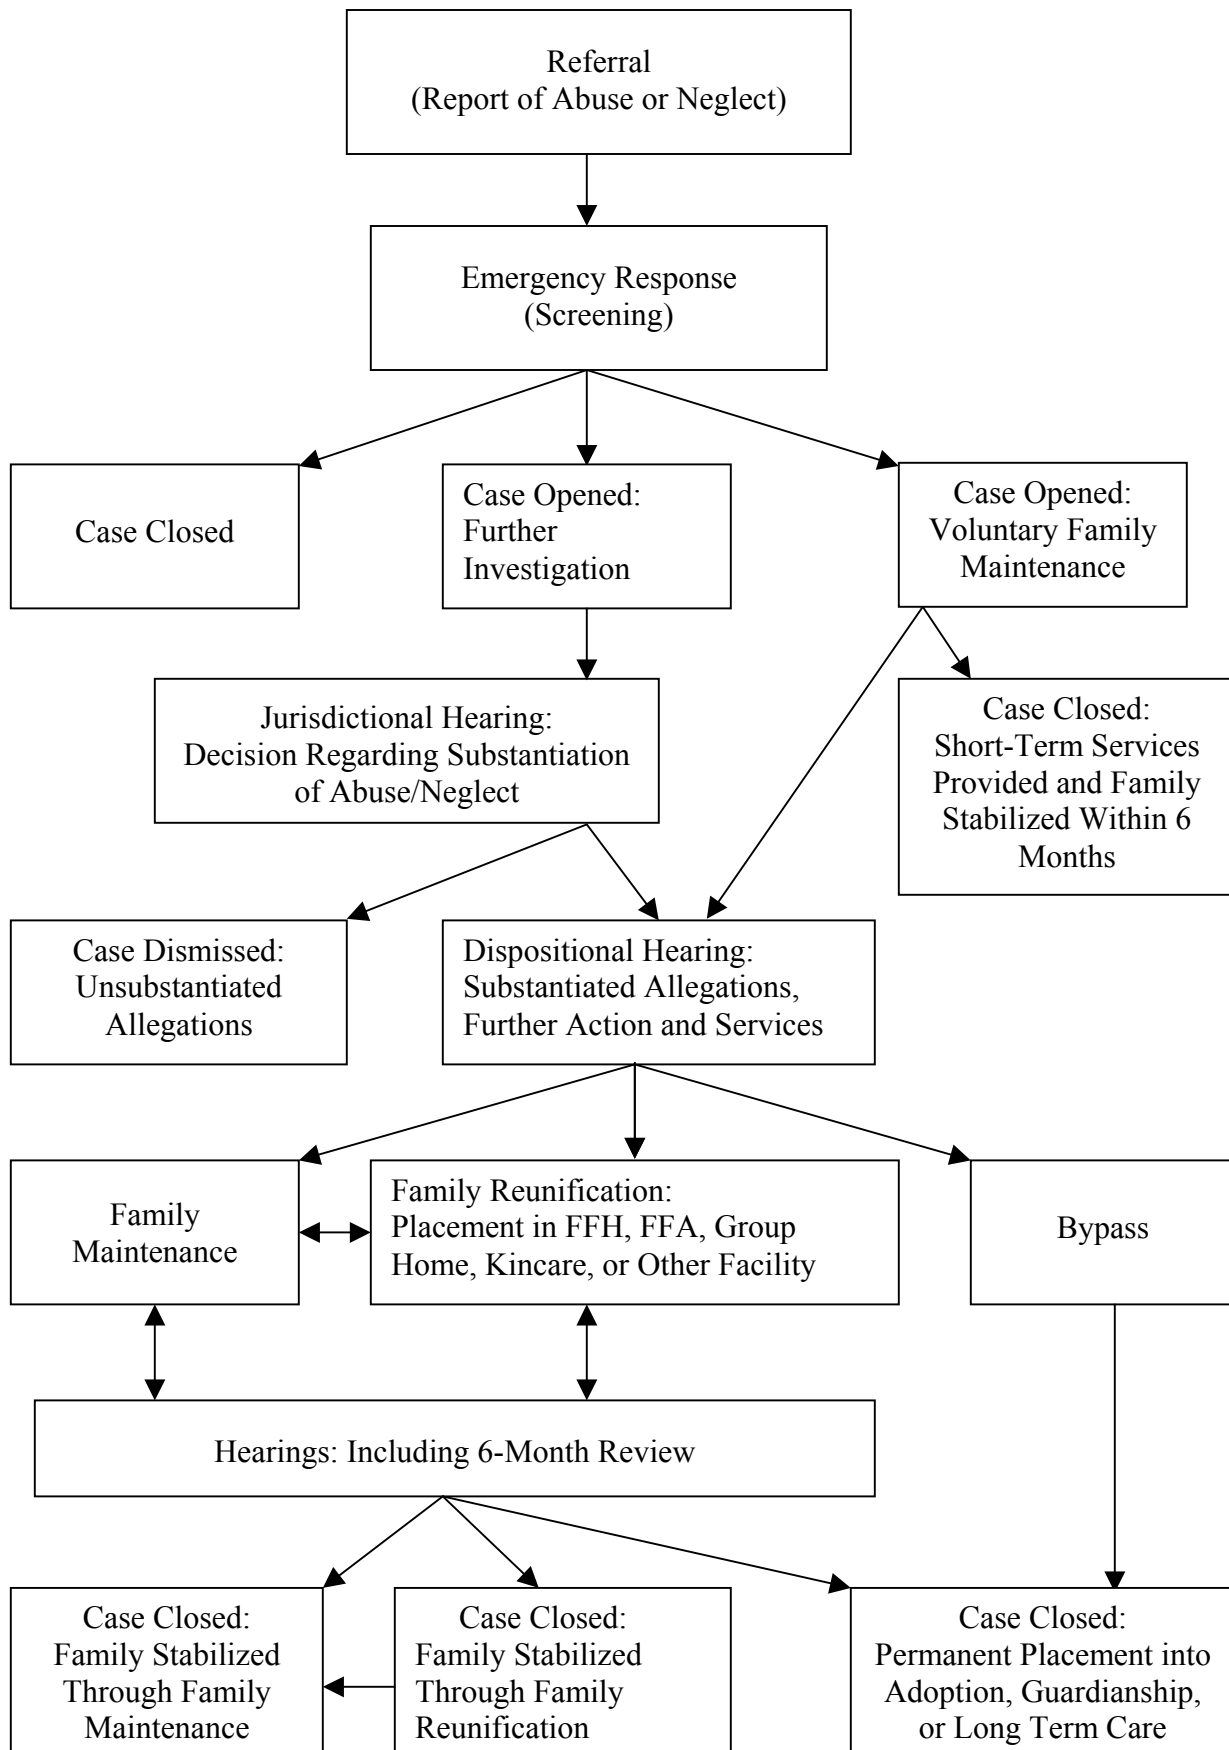 Referral
(Report of Abuse or Neglect)
Emergency Response
(Screening)
Case Closed
Case Opened:
Further
Investigation
Case Opened:
Voluntary Family
Maintenance
Jurisdictional Hearing:
Decision Regarding Substantiation
of Abuse/Neglect
Case Closed:
Short-Term Services
Provided and Family
Stabilized Within 6
Months
Case Dismissed:
Unsubstantiated
Allegations
Dispositional Hearing:
Substantiated Allegations,
Further Action and Services
Family
Maintenance
Family Reunification:
Placement in FFH, FFA, Group
Home, Kincare, or Other Facility
Bypass
Hearings: Including 6-Month Review
Case Closed:
Family Stabilized
Through Family
Maintenance
Case Closed:
Family Stabilized
Through Family
Reunification
Case Closed:
Permanent Placement into
Adoption, Guardianship,
or Long Term Care